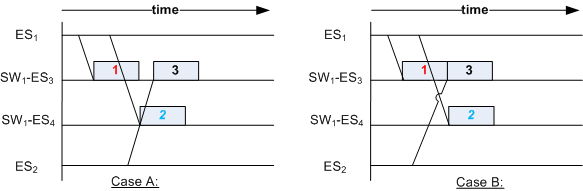 time
ES1
SW1-ES3
1
3
SW1-ES4
2
ES2
Case A:
time
ES1
SW1-ES3
1
3
SW1-ES4
2
ES2
Case B: